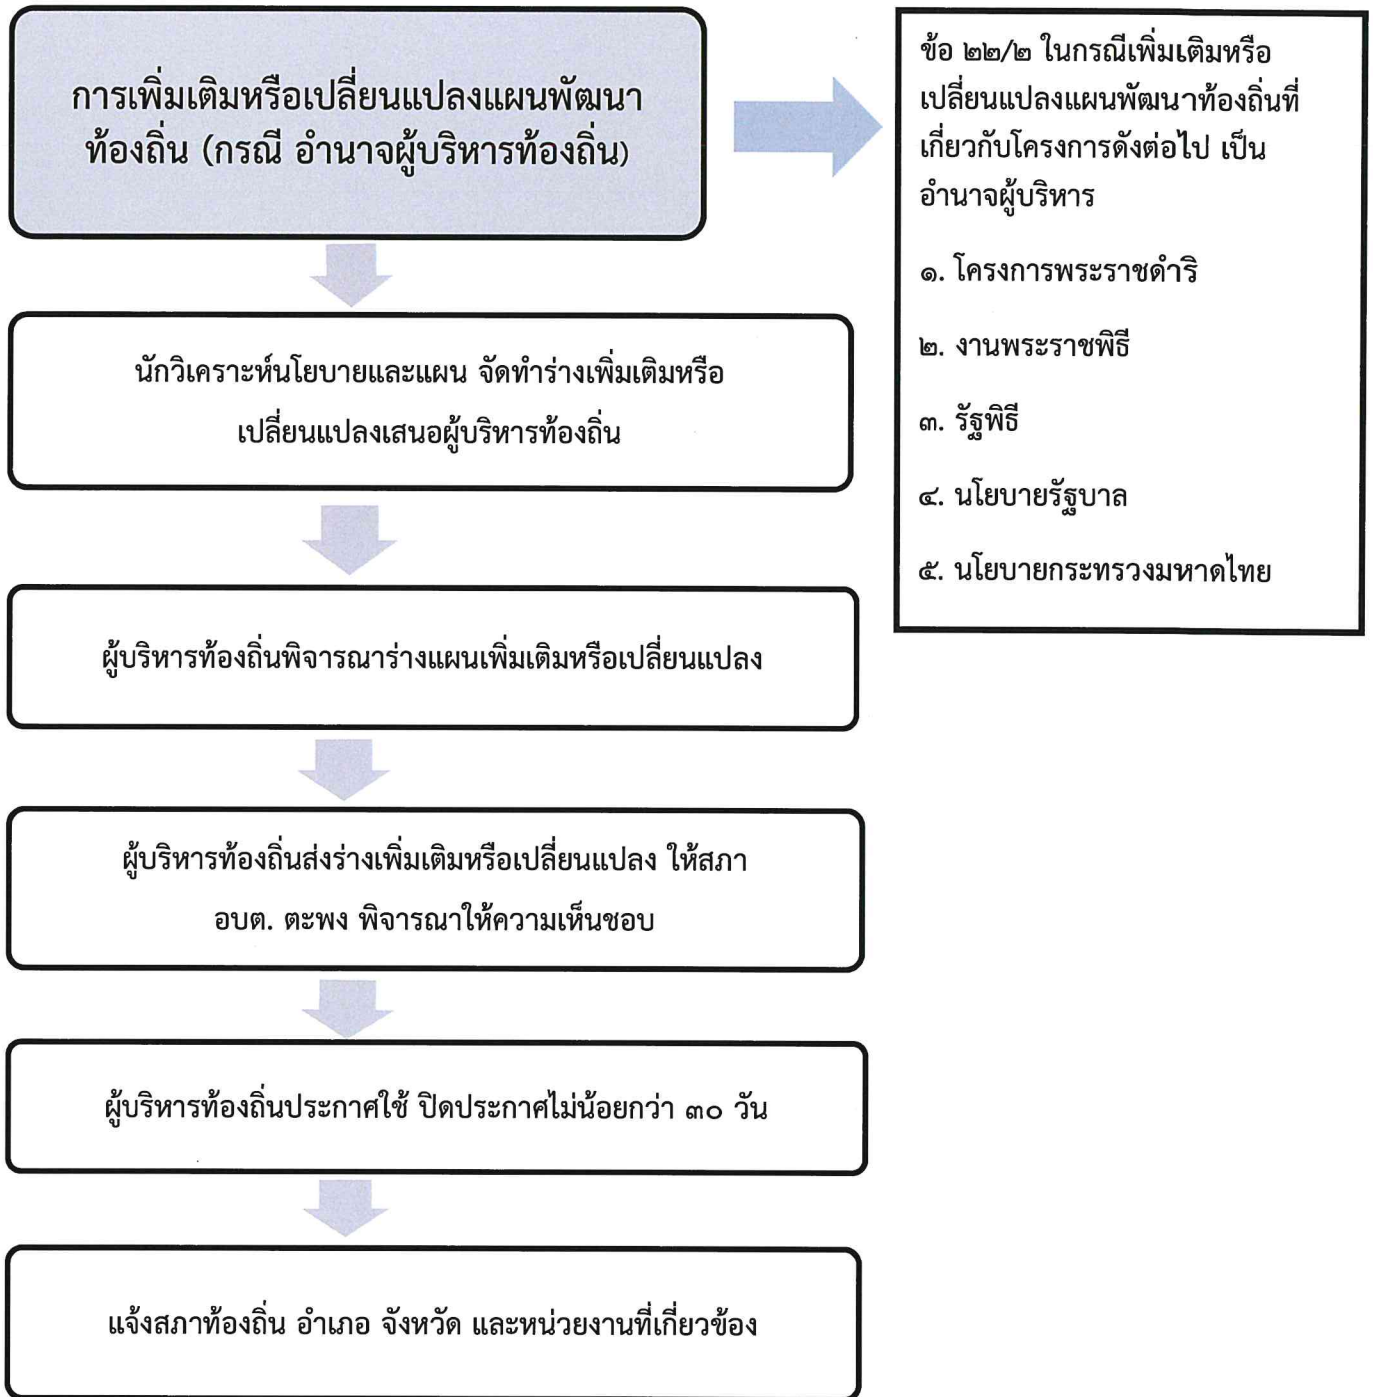 การเพิ่มเติมหรือเปลี่ยนแปลงแผนพัฒนา
ท้องถิ่น (กรณี อำนาจผู้บริหารท้องถิ่น)
ข้อ ๒๒/๒ ในกรณีเพิ่มเติมหรือ
เปลี่ยนแปลงแผนพัฒนาท้องถิ่นที่
เกี่ยวกับโครงการดังต่อไป เป็น
อำนาจผู้บริหาร
๑. โครงการพระราชดำริ
๒. งานพระราชพิธี
๓. รัฐพิธี
๔. นโยบายรัฐบาล
๕. นโยบายกระทรวงมหาดไทย
นักวิเคราะห์นโยบายและแผน จัดทำร่างเพิ่มเติมหรือ
เปลี่ยนแปลงเสนอผู้บริหารท้องถิ่น
ผู้บริหารท้องถิ่นพิจารณาร่างแผนเพิ่มเติมหรือเปลี่ยนแปลง
ผู้บริหารท้องถิ่นส่งร่างเพิ่มเติมหรือเปลี่ยนแปลง ให้สภา
อบต. ตะพง พิจารณาให้ความเห็นชอบ
ผู้บริหารท้องถิ่นประกาศใช้ ปิดประกาศไม่น้อยกว่า ๓๐ วัน
แจ้งสภาท้องถิ่น อำเภอ จังหวัด และหน่วยงานที่เกี่ยวข้อง